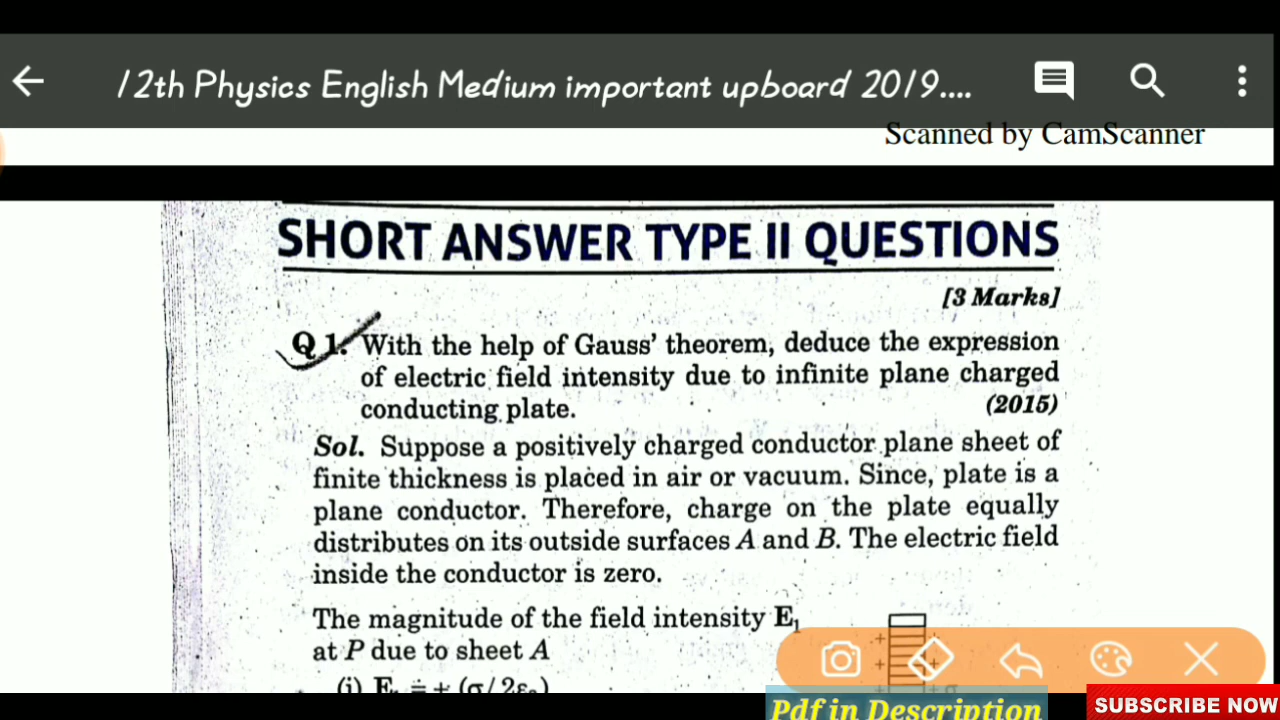 12th Physics English Medium important upboard 2019....
Scanned by CamScanner
SHORT ANSWER TYPE II QUESTIONS
[3 Marks]
Q 1. With the help of Gauss' theorem, deduce the expression
of electric field intensity due to infinite plane charged
conducting plate. (2015)
Sol. Suppose a positively charged conductor plane sheet of
finite thickness is placed in air or vacuum. Since, plate is a
plane conductor. Therefore, charge on the plate equally
distributes on its outside surfaces A and B. The electric field
inside the conductor is zero.
The magnitude of the field intensity E₁
at P due to sheet A
(i) E₁ = + (σ/2ε₀)
+ +
+ +
+ σ
Pdf in Description
SUBSCRIBE NOW